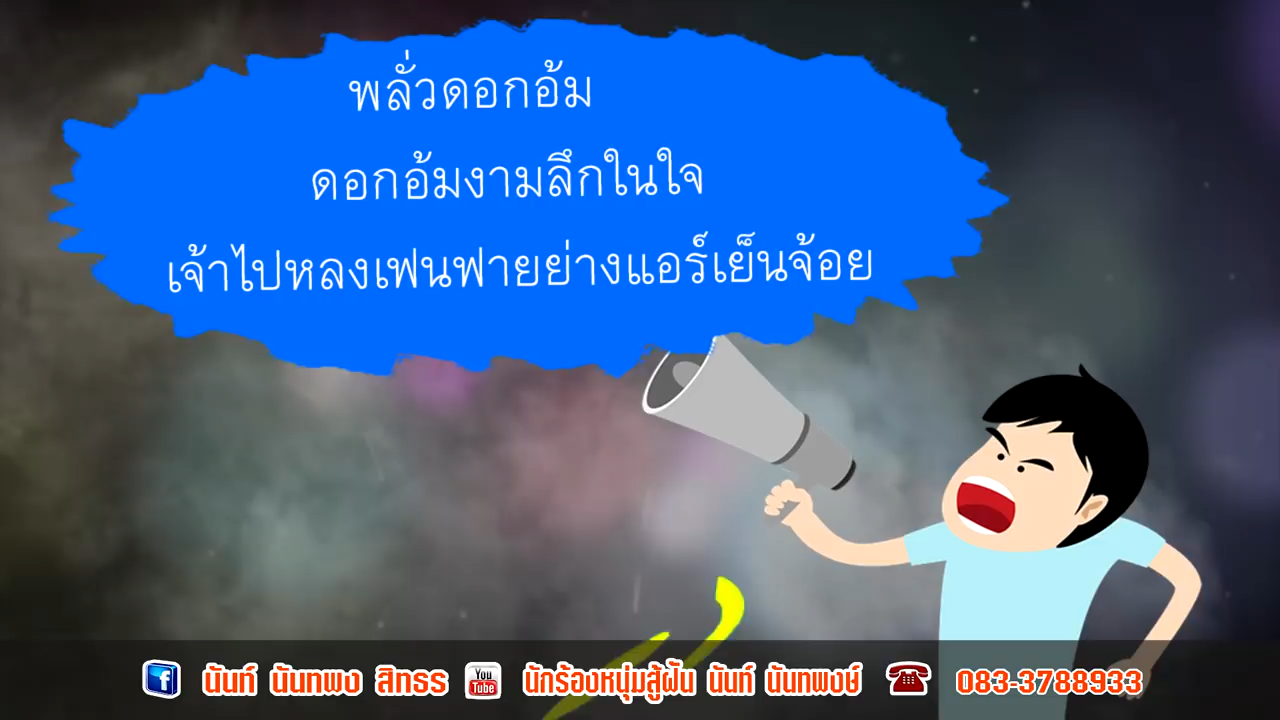 พลั่วดอกอ้ม
ดอกอ้มงามลึกในใจ
เจ้าไปหลงเฟนฟายย่างแอร์เย็นจ้อย
นันท์ นันทพง สิทธร You Tube นักร้องหนุ่มสู้ฝัน นันท์ นันทพงษ์ 083-3788933